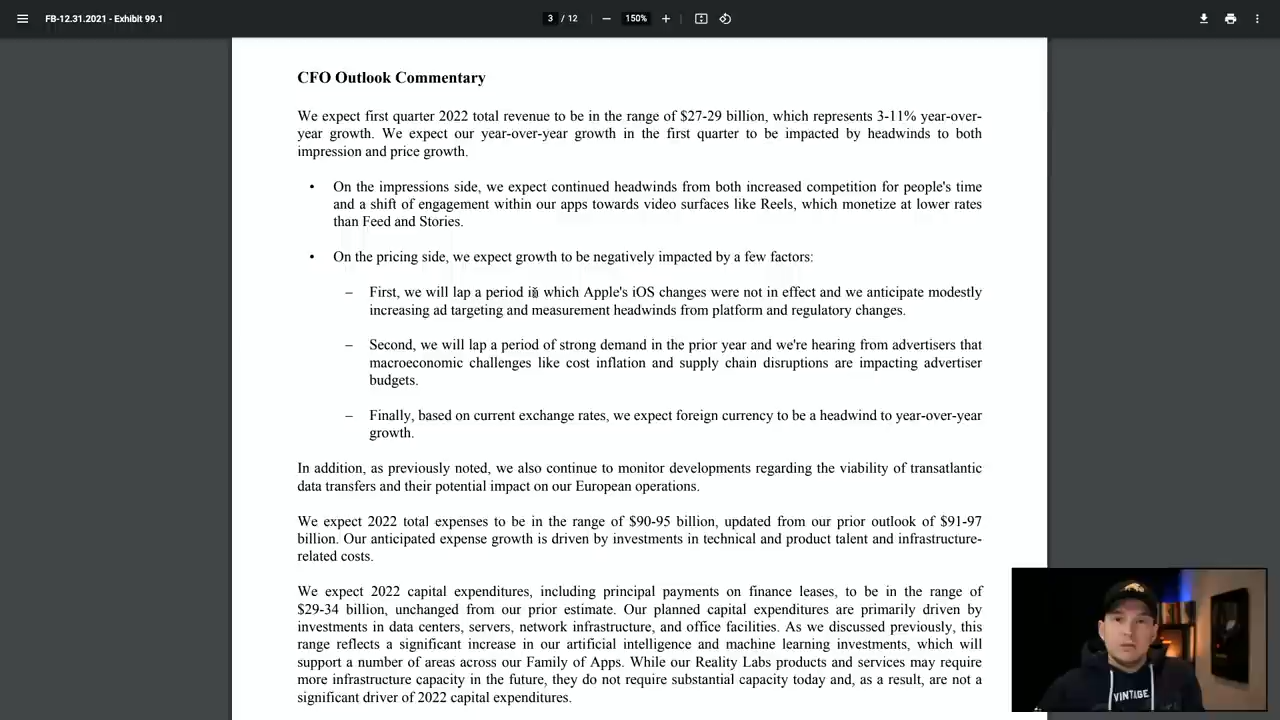 FB-12.31.2021 - Exhibit 99.1
3 / 12
150%
CFO Outlook Commentary
We expect first quarter 2022 total revenue to be in the range of $27-29 billion, which represents 3-11% year-over-
year growth. We expect our year-over-year growth in the first quarter to be impacted by headwinds to both
impression and price growth.
• On the impressions side, we expect continued headwinds from both increased competition for people's time
and a shift of engagement within our apps towards video surfaces like Reels, which monetize at lower rates
than Feed and Stories.
• On the pricing side, we expect growth to be negatively impacted by a few factors:
– First, we will lap a period in which Apple's iOS changes were not in effect and we anticipate modestly
increasing ad targeting and measurement headwinds from platform and regulatory changes.
– Second, we will lap a period of strong demand in the prior year and we're hearing from advertisers that
macroeconomic challenges like cost inflation and supply chain disruptions are impacting advertiser
budgets.
– Finally, based on current exchange rates, we expect foreign currency to be a headwind to year-over-year
growth.
In addition, as previously noted, we also continue to monitor developments regarding the viability of transatlantic
data transfers and their potential impact on our European operations.
We expect 2022 total expenses to be in the range of $90-95 billion, updated from our prior outlook of $91-97
billion. Our anticipated expense growth is driven by investments in technical and product talent and infrastructure-
related costs.
We expect 2022 capital expenditures, including principal payments on finance leases, to be in the range of
$29-34 billion, unchanged from our prior estimate. Our planned capital expenditures are primarily driven by
investments in data centers, servers, network infrastructure, and office facilities. As we discussed previously, this
range reflects a significant increase in our artificial intelligence and machine learning investments, which will
support a number of areas across our Family of Apps. While our Reality Labs products and services may require
more infrastructure capacity in the future, they do not require substantial capacity today and, as a result, are not a
significant driver of 2022 capital expenditures.
VINTAGE